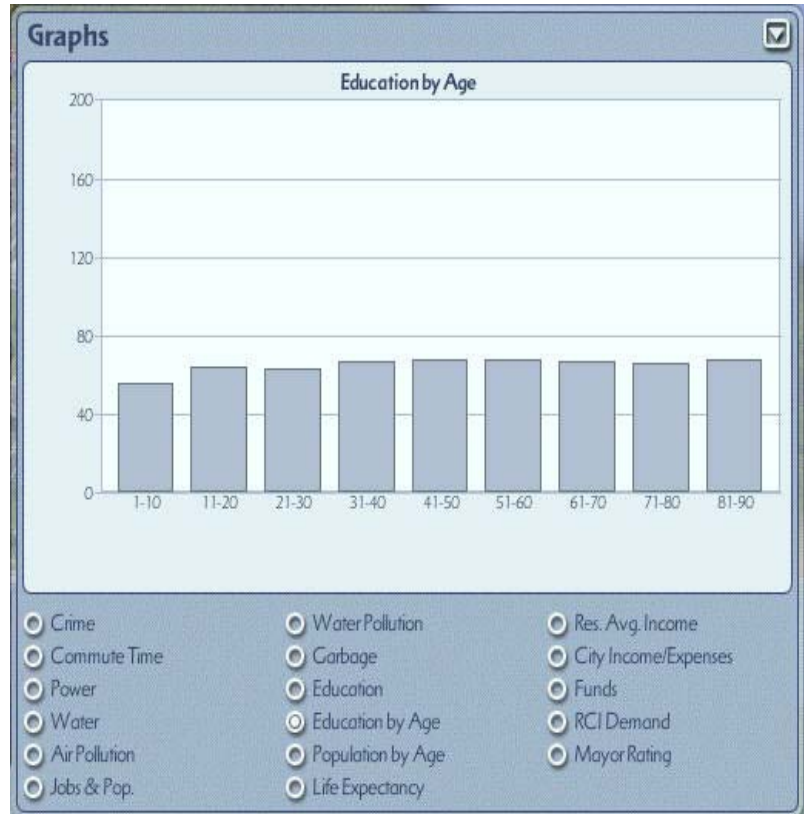 Graphs
Education by Age
200
160
120
80
40
0
1-10 11-20 21-30 31-40 41-50 51-60 61-70 71-80 81-90
Crime
Commute Time
Power
Water
Air Pollution
Jobs & Pop.
Water Pollution
Garbage
Education
Education by Age
Population by Age
Life Expectancy
Res. Avg. Income
City Income/Expenses
Funds
RCI Demand
Mayor Rating